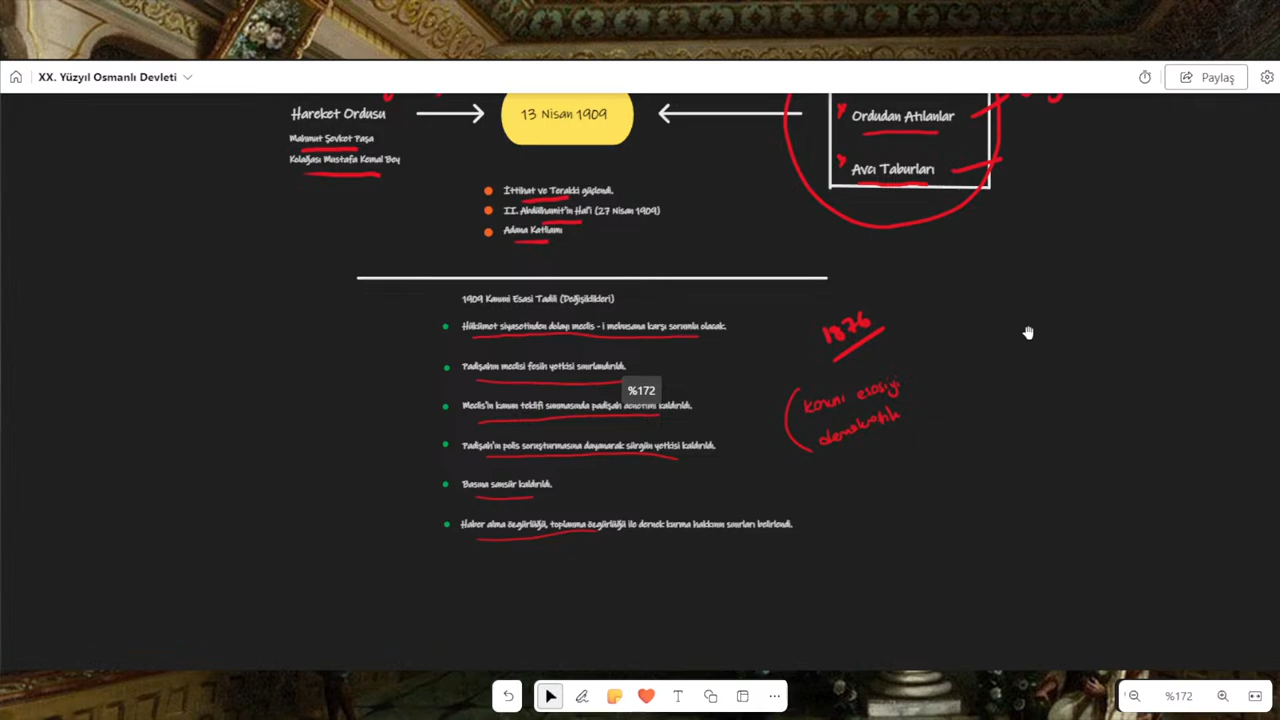 XX. Yüzyıl Osmanlı Devleti
Paylaş
Hareket Ordusu
13 Nisan 1909
Ordudan Atılanlar
Mahmut Şevket Paşa
Kolağası Mustafa Kemal Bey
Avcı Taburları
İttihat ve Terakki güçlendi.
II. Abdülhamit'in Hal'i (27 Nisan 1909)
Adana Katliamı
1909 Kanuni Esasi Tadili (Değişiklikleri)
Hükümet siyasetinden dolayı meclis - i mebusana karşı sorumlu olacak.
1876
Padişahın meclisi fesih yetkisi sınırlandırıldı.
%172
kanuni esasiyi
Meclis'in kanun teklifi sunmasında padişah denetimi kaldırıldı.
demokratik
Padişah'ın polis soruşturmasına dayanarak sürgün yetkisi kaldırıldı.
Basına sansür kaldırıldı.
Haber alma özgürlüğü, toplanma özgürlüğü ile dernek kurma hakkının sınırları belirlendi.
%172